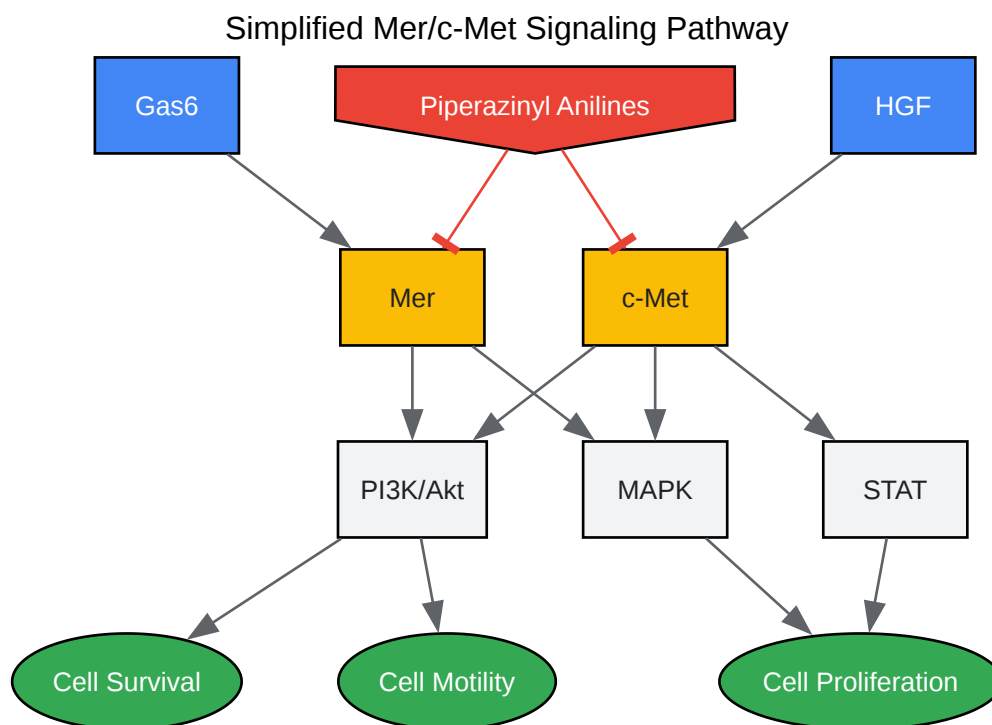 Simplified Mer/c-Met Signaling Pathway
Gas6
Piperazinyl Anilines
HGF
Mer
c-Met
PI3K/Akt
MAPK
STAT
Cell Survival
Cell Motility
Cell Proliferation